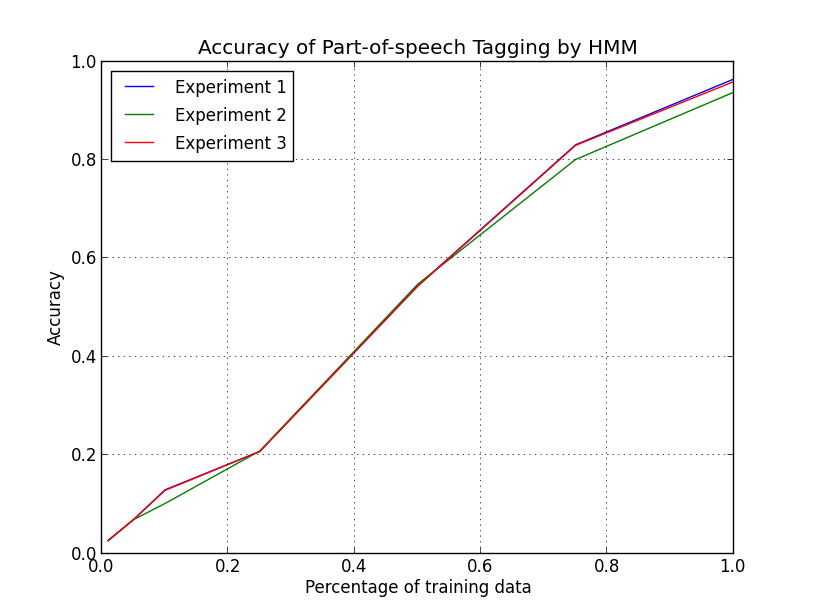 Accuracy of Part-of-speech Tagging by HMM
1.0
Experiment 1
Experiment 2
Experiment 3
0.8
0.6
Accuracy
0.4
0.2
0.0
0.0 0.2 0.4 0.6 0.8 1.0
Percentage of training data